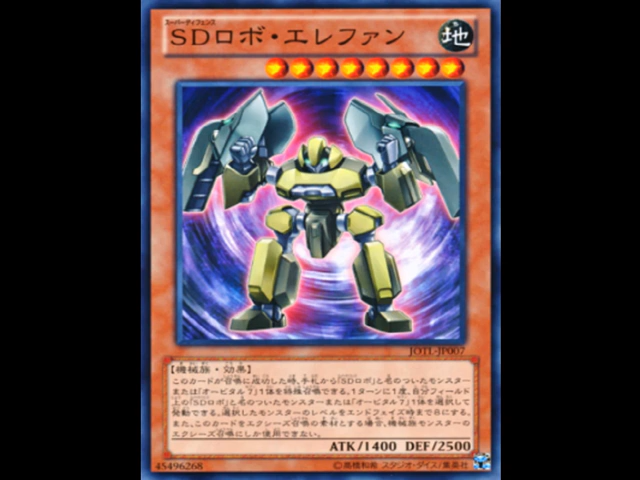 スーパーディフェンス
SDロボ・エレファン
地
JOTL-JP007
【機械族・効果】
このカードが召喚に成功した時、手札から「SDロボ」と名のついたモンスター
または「オービタル 7」1体を特殊召喚できる。1ターンに1度、自分フィールド
上の「SDロボ」と名のついたモンスターまたは「オービタル 7」1体を選択して
発動できる。選択したモンスターのレベルをエンドフェイズ時まで8にする。
また、このカードをエクシーズ召喚の素材とする場合、機械族モンスターの
エクシーズ召喚にしか使用できない。
ATK/1400 DEF/2500
45496268
©高橋和希 スタジオ・ダイス/集英社